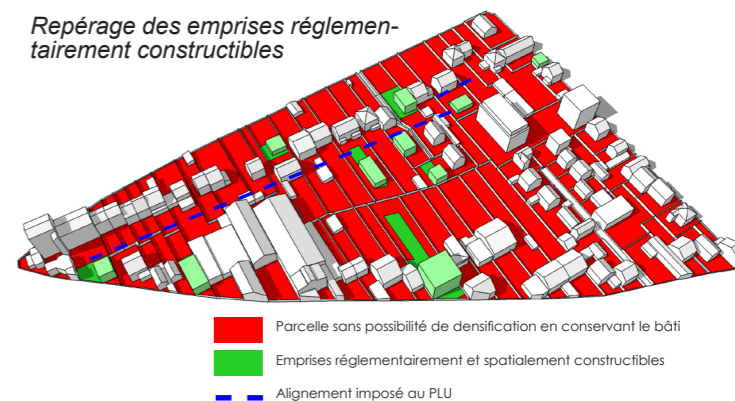 Repérage des emprises réglemen-
tairement constructibles
Parcelle sans possibilité de densification en conservant le bâti
Emprises réglementairement et spatialement constructibles
Alignement imposé au PLU